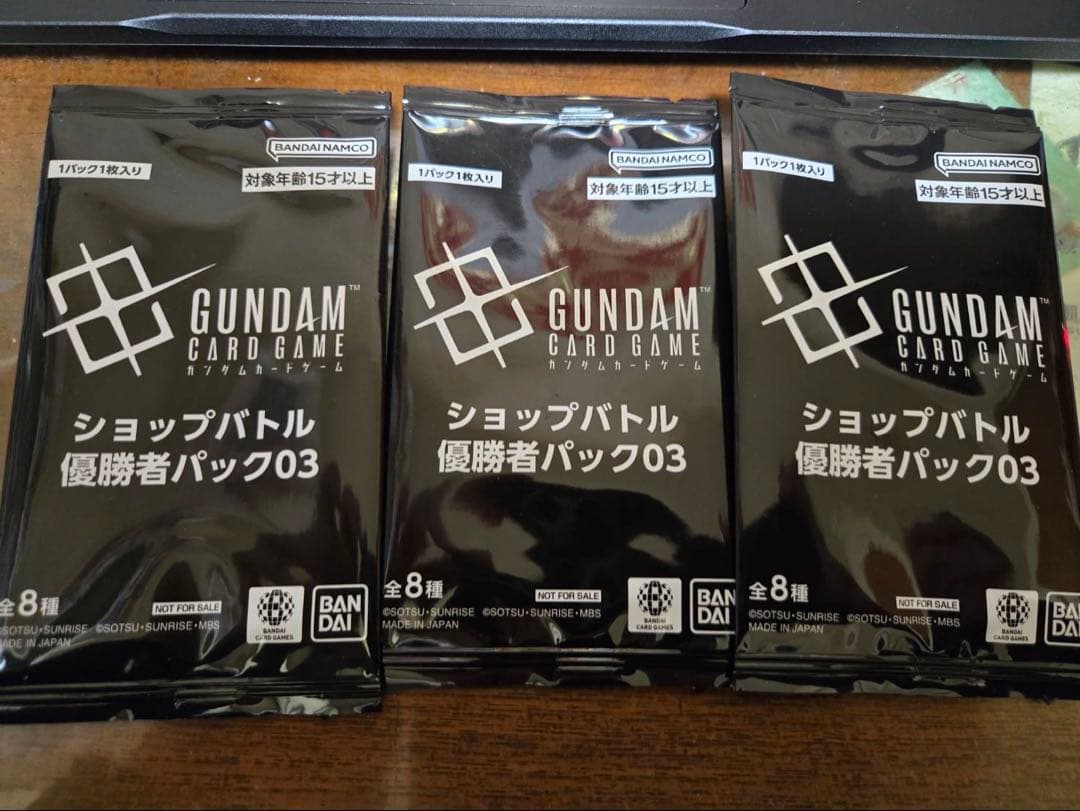 BANDAI NAMCO
1パック1枚入り
対象年齢15才以上
GUNDAM™
CARD GAME
ガンダムカードゲーム
ショップバトル
優勝者パック03
全8種
NOT FOR SALE
©SOTSU・SUNRISE ©SOTSU・SUNRISE・MBS
MADE IN JAPAN
BANDAI
CARD GAMES
BAN
DAI
BANDAI NAMCO
1パック1枚入り
対象年齢15才以上
GUNDAM™
CARD GAME
ガンダムカードゲーム
ショップバトル
優勝者パック03
全8種
NOT FOR SALE
©SOTSU・SUNRISE ©SOTSU・SUNRISE・MBS
MADE IN JAPAN
BANDAI
CARD GAMES
BAN
DAI
BANDAI NAMCO
1パック1枚入り
対象年齢15才以上
GUNDAM™
CARD GAME
ガンダムカードゲーム
ショップバトル
優勝者パック03
全8種
NOT FOR SALE
©SOTSU・SUNRISE ©SOTSU・SUNRISE・MBS
MADE IN JAPAN
BANDAI
CARD GAMES
BAN
DAI